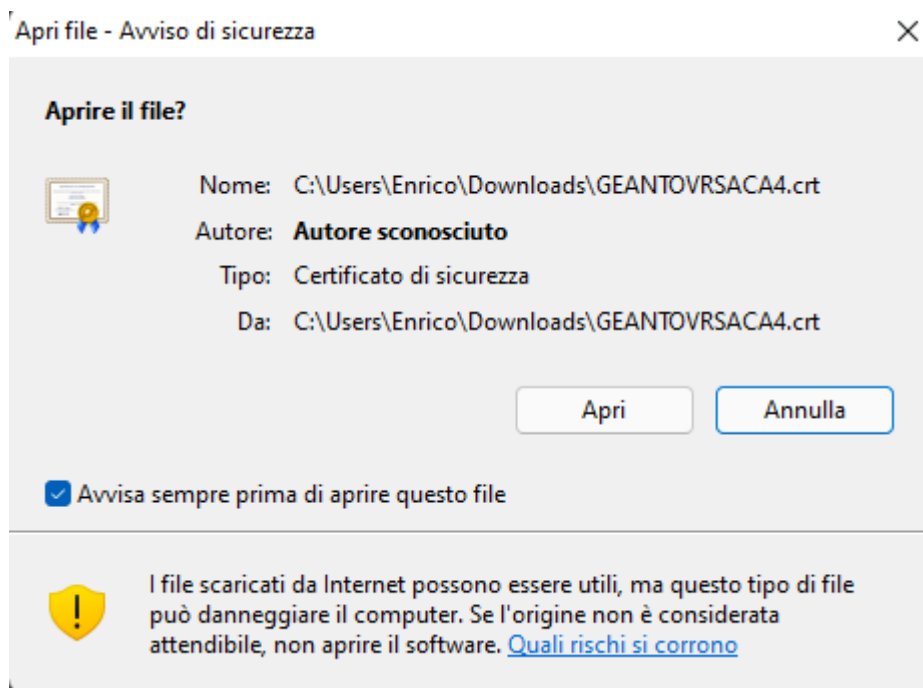 Apri file - Avviso di sicurezza
Aprire il file?
Nome: C:\Users\Enrico\Downloads\GEANTOVRSACA4.crt
Autore: Autore sconosciuto
Tipo: Certificato di sicurezza
Da: C:\Users\Enrico\Downloads\GEANTOVRSACA4.crt
Apri Annulla
Avvisa sempre prima di aprire questo file
I file scaricati da Internet possono essere utili, ma questo tipo di file
può danneggiare il computer. Se l'origine non è considerata
attendibile, non aprire il software. Quali rischi si corrono